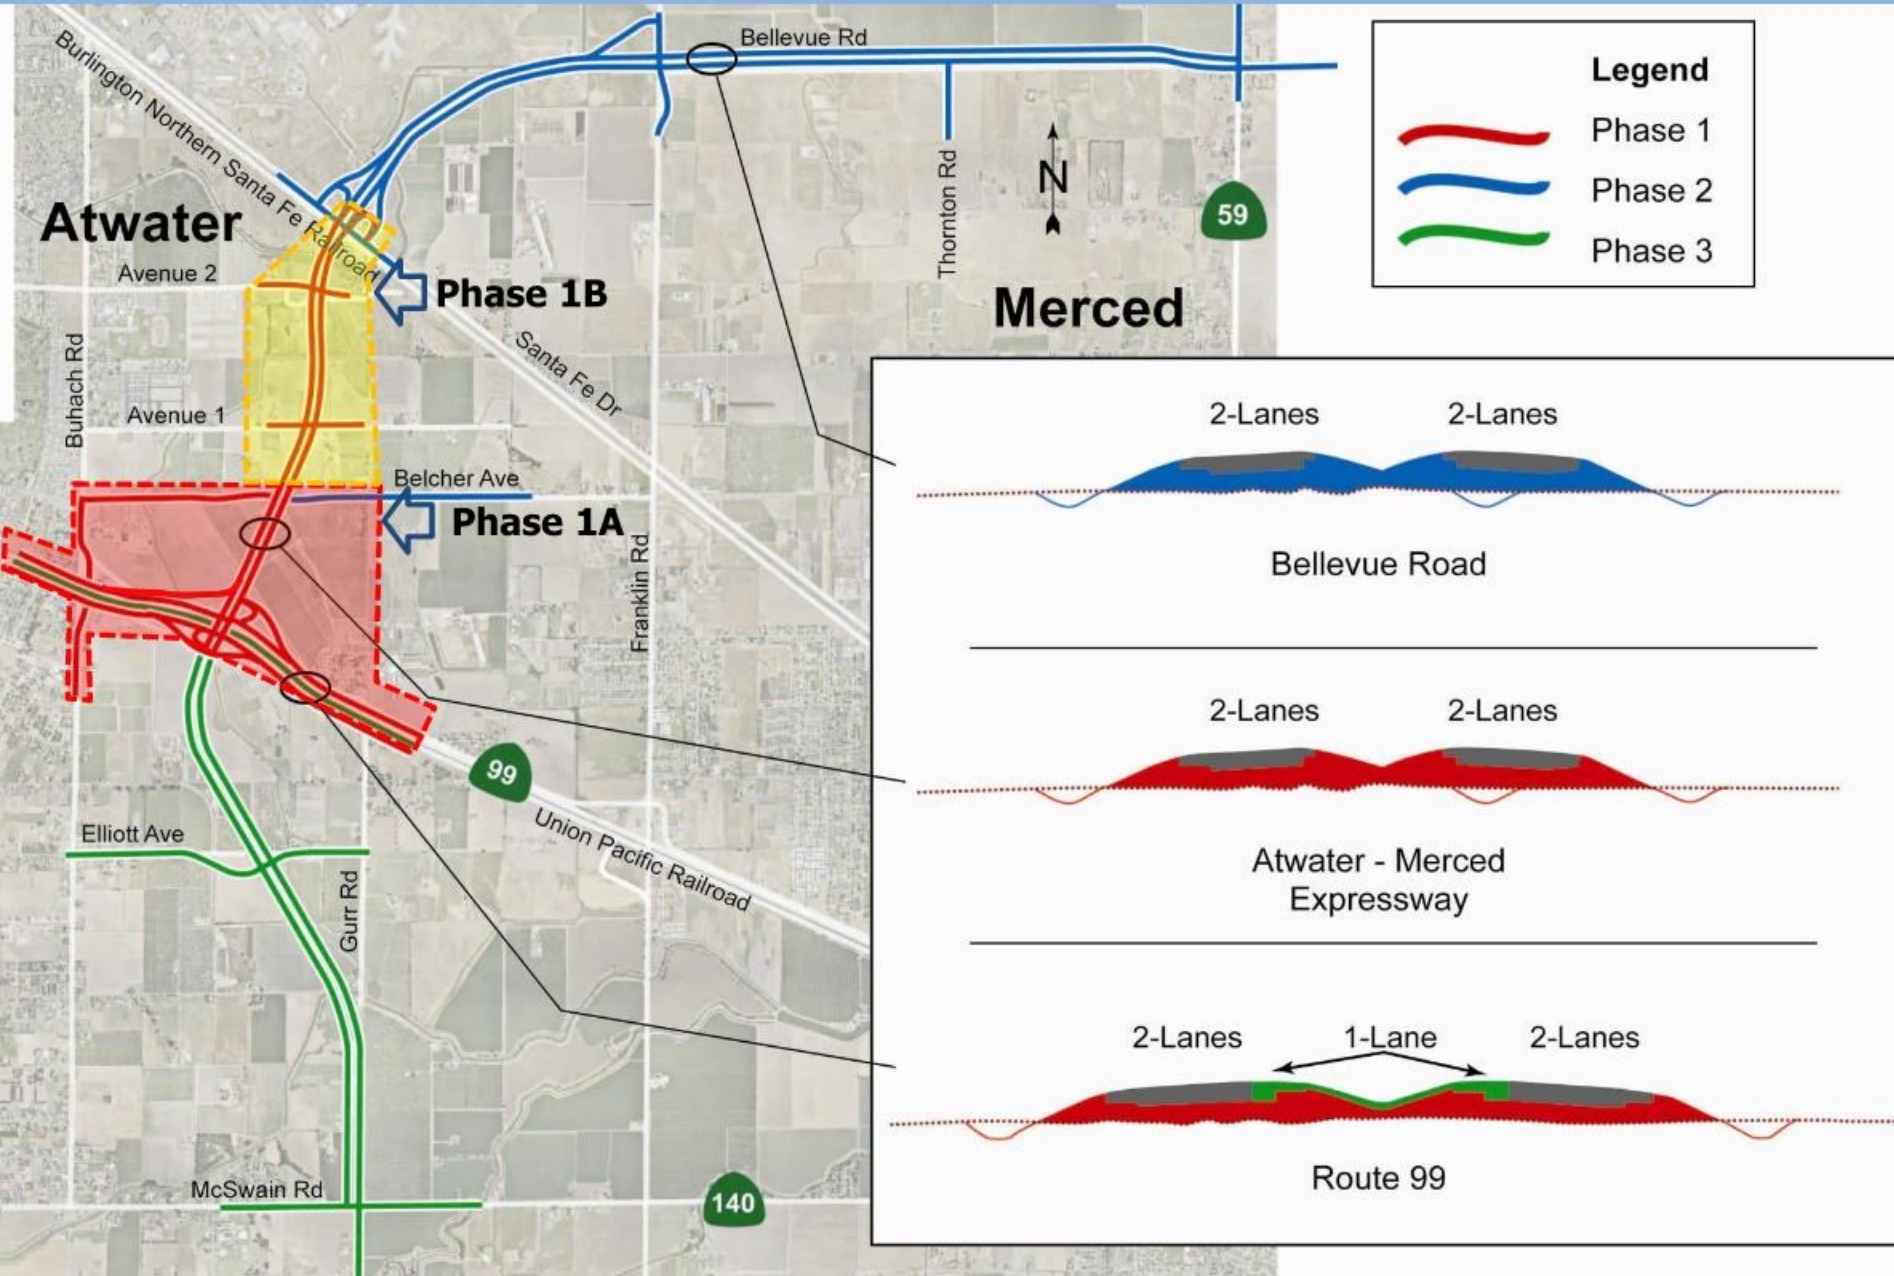 Burlington Northern Santa Fe Railroad
Bellevue Rd
Atwater
Avenue 2
Phase 1B
Thornton Rd
N
59
Merced
Buhach Rd
Santa Fe Dr
Avenue 1
Belcher Ave
Phase 1A
Franklin Rd
99
Union Pacific Railroad
Elliott Ave
Gurr Rd
McSwain Rd
140
Legend
Phase 1
Phase 2
Phase 3
2-Lanes 2-Lanes
Bellevue Road
2-Lanes 2-Lanes
Atwater - Merced
Expressway
2-Lanes 1-Lane 2-Lanes
Route 99